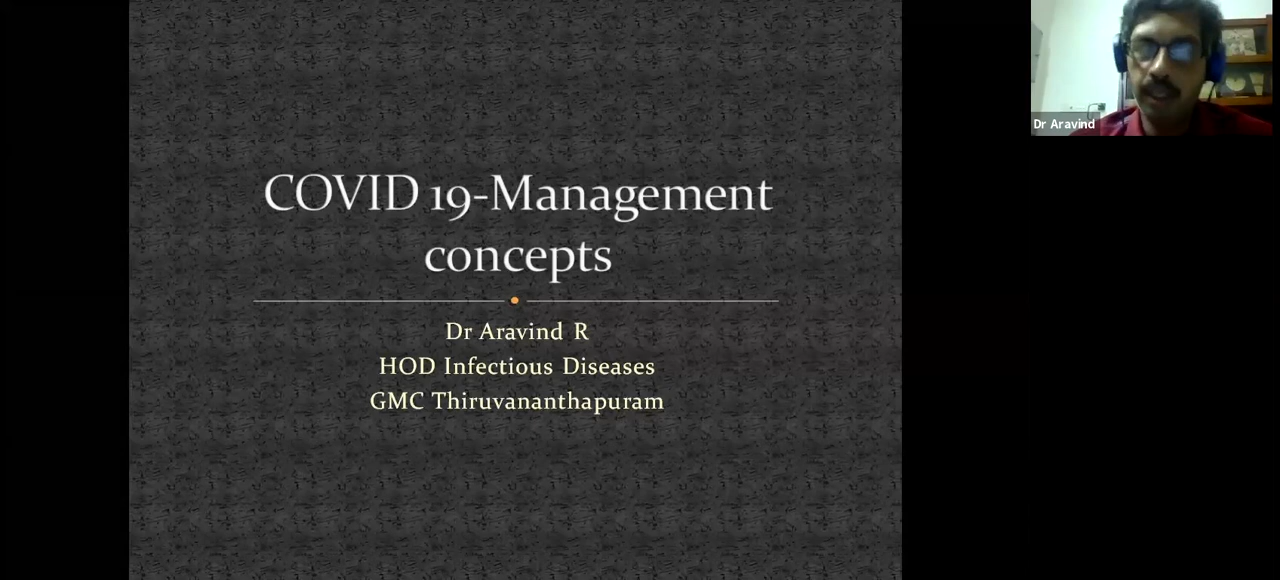 COVID 19-Management
concepts
Dr Aravind R
HOD Infectious Diseases
GMC Thiruvananthapuram
Dr Aravind